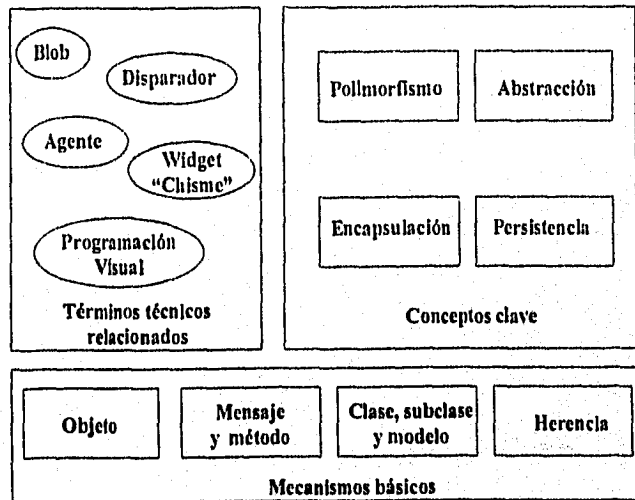 Blob
Disparador
Agente
Widget
“Chisme”
Programación
Visual
Términos técnicos
relacionados
Polimorfismo
Abstracción
Encapsulación
Persistencia
Conceptos clave
Objeto
Mensaje
y método
Clase, subclase
y modelo
Herencia
Mecanismos básicos